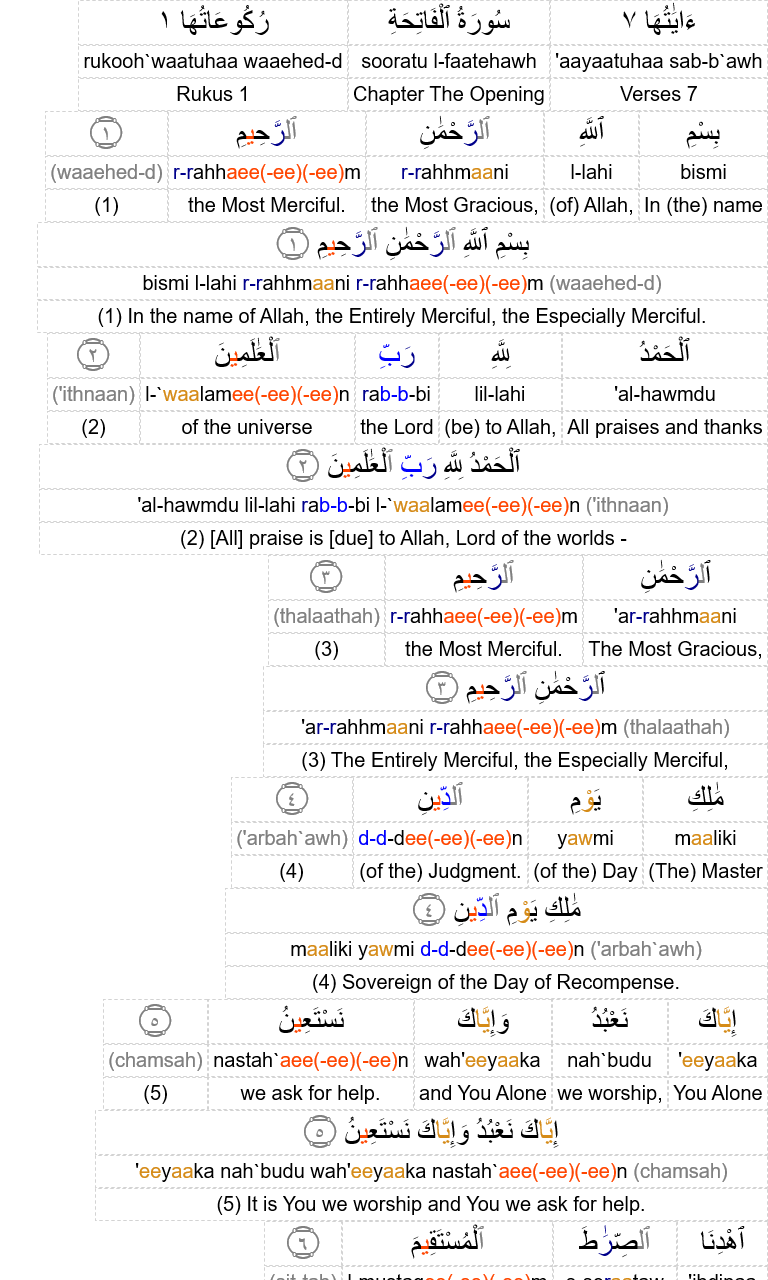 ءَايَٰتُهَا ٧ سُورَةُ ٱلْفَاتِحَةِ رُكُوعَاتُهَا ١
rukooh`waatuhaa waaehed-d sooratu l-faatehawh 'aayaatuhaa sab-b`awh
Rukus 1 Chapter The Opening Verses 7
بِسْمِ ٱللَّهِ ٱلرَّحْمَٰنِ ٱلرَّحِيمِ ١
(waaehed-d) r-rahhaee(-ee)(-ee)m r-rahhmaani l-lahi bismi
(1) the Most Merciful. the Most Gracious, (of) Allah, In (the) name
بِسْمِ ٱللَّهِ ٱلرَّحْمَٰنِ ٱلرَّحِيمِ ١
bismi l-lahi r-rahhmaani r-rahhaee(-ee)(-ee)m (waaehed-d)
(1) In the name of Allah, the Entirely Merciful, the Especially Merciful.
ٱلْحَمْدُ لِلَّهِ رَبِّ ٱلْعَٰلَمِينَ ٢
('ithnaan) l-`waalamee(-ee)(-ee)n rab-b-bi lil-lahi 'al-hawmdu
(2) of the universe the Lord (be) to Allah, All praises and thanks
ٱلْحَمْدُ لِلَّهِ رَبِّ ٱلْعَٰلَمِينَ ٢
'al-hawmdu lil-lahi rab-b-bi l-`waalamee(-ee)(-ee)n ('ithnaan)
(2) [All] praise is [due] to Allah, Lord of the worlds -
ٱلرَّحْمَٰنِ ٱلرَّحِيمِ ٣
(thalaathah) r-rahhaee(-ee)(-ee)m 'ar-rahhmaani
(3) the Most Merciful. The Most Gracious,
ٱلرَّحْمَٰنِ ٱلرَّحِيمِ ٣
'ar-rahhmaani r-rahhaee(-ee)(-ee)m (thalaathah)
(3) The Entirely Merciful, the Especially Merciful,
مَٰلِكِ يَوْمِ ٱلدِّينِ ٤
('arbah`awh) d-d-dee(-ee)(-ee)n yawmi maaliki
(4) (of the) Judgment. (of the) Day (The) Master
مَٰلِكِ يَوْمِ ٱلدِّينِ ٤
maaliki yawmi d-d-dee(-ee)(-ee)n ('arbah`awh)
(4) Sovereign of the Day of Recompense.
إِيَّاكَ نَعْبُدُ وَإِيَّاكَ نَسْتَعِينُ ٥
(chamsah) nastah`aee(-ee)(-ee)n wah'eeyaaka nah`budu 'eeyaaka
(5) we ask for help. and You Alone we worship, You Alone
إِيَّاكَ نَعْبُدُ وَإِيَّاكَ نَسْتَعِينُ ٥
'eeyaaka nah`budu wah'eeyaaka nastah`aee(-ee)(-ee)n (chamsah)
(5) It is You we worship and You we ask for help.
ٱهْدِنَا ٱلصِّرَٰطَ ٱلْمُسْتَقِيمَ ٦